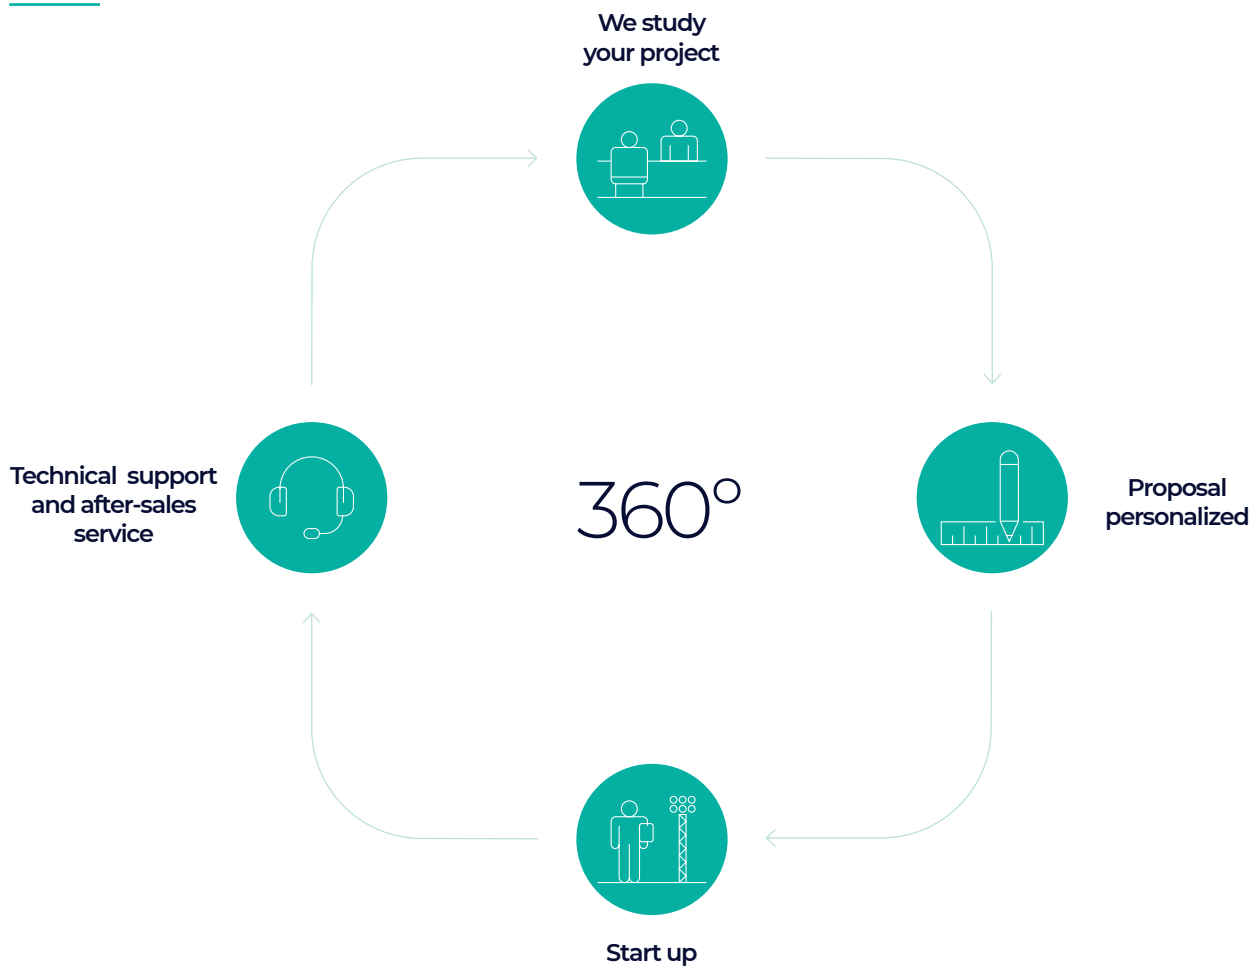 We study
your project
Technical support
and after-sales
service
360°
Proposal
personalized
Start up